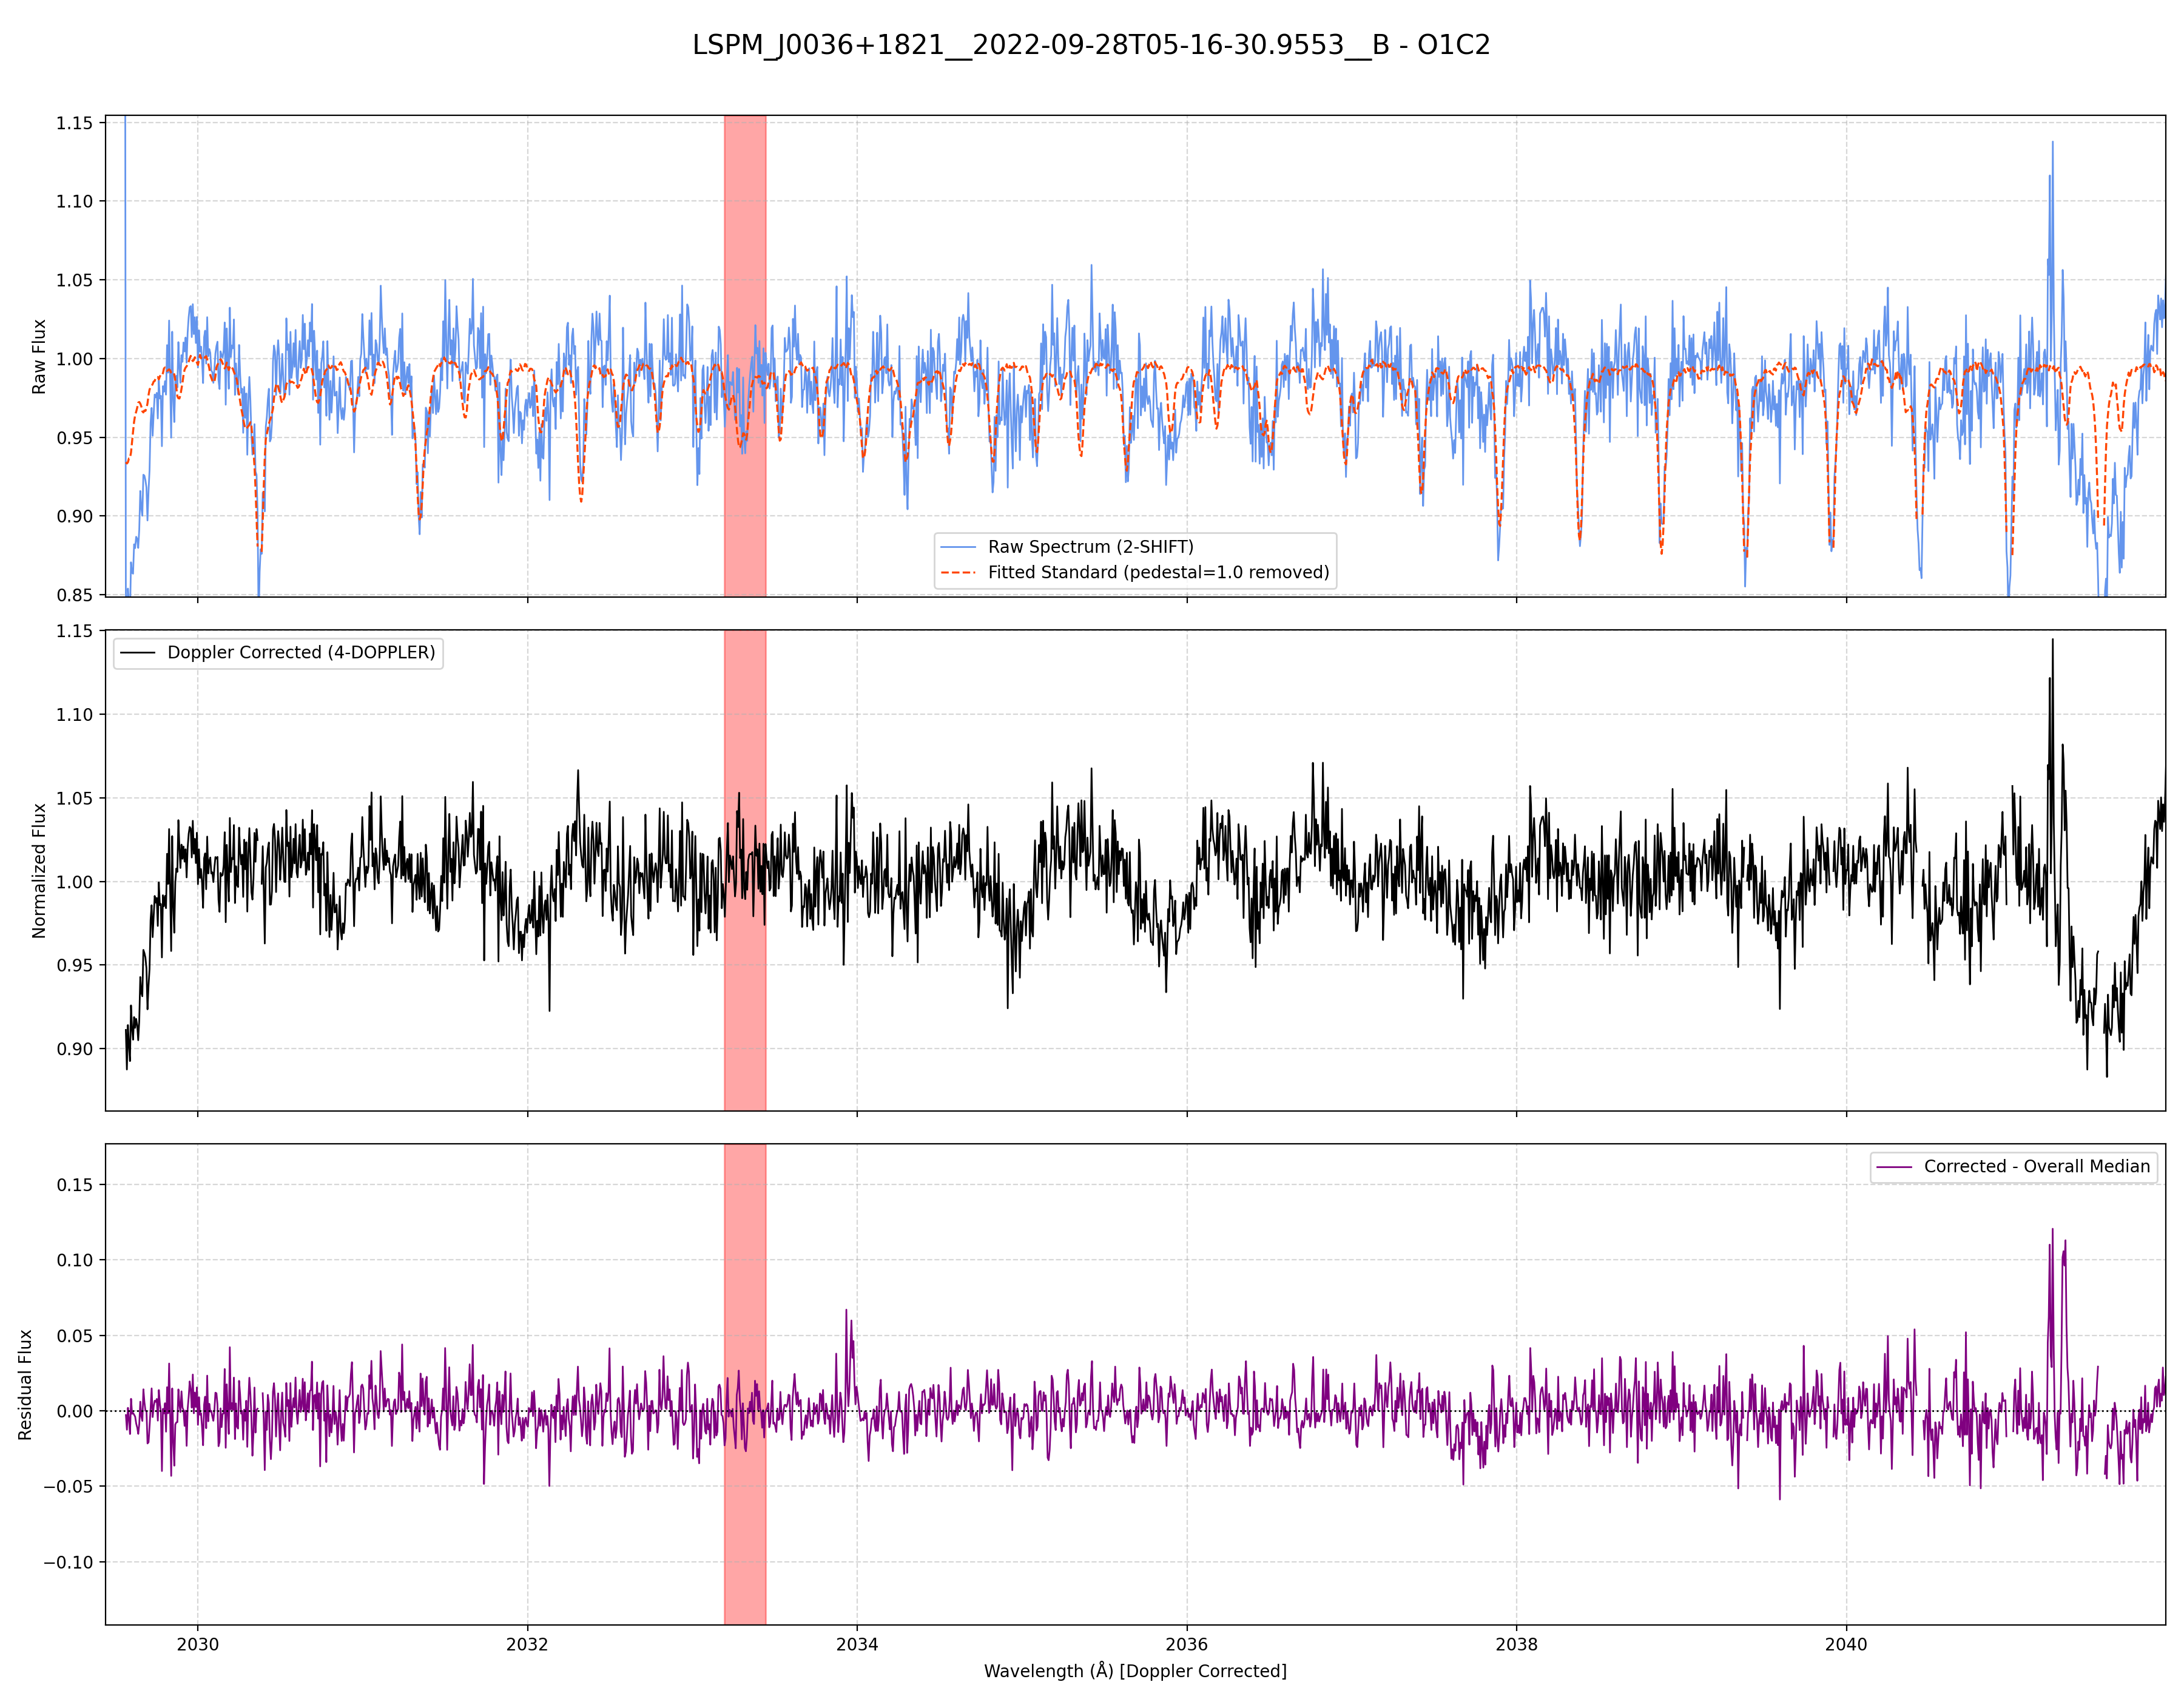 LSPM_J0036+1821__2022-09-28T05-16-30.9553__B - O1C2
1.15
1.10
1.05
1.00
0.95
0.90
0.85
Raw Flux
Raw Spectrum (2-SHIFT)
Fitted Standard (pedestal=1.0 removed)
1.15
1.10
1.05
1.00
0.95
0.90
Normalized Flux
Doppler Corrected (4-DOPPLER)
0.15
0.10
0.05
0.00
−0.05
−0.10
Residual Flux
Corrected - Overall Median
2030 2032 2034 2036 2038 2040
Wavelength (Å) [Doppler Corrected]